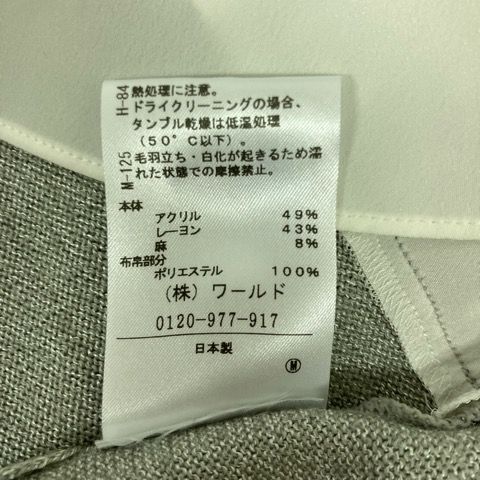 H-84 熱処理に注意。
ドライクリーニングの場合、
タンブル乾燥は低温処理
(50°C以下)。
M-125 毛羽立ち・白化が起きるため濡
れた状態での摩擦禁止。
本体
アクリル 49%
レーヨン 43%
麻 8%
布帛部分
ポリエステル 100%
(株) ワールド
0120-977-917
日本製
M